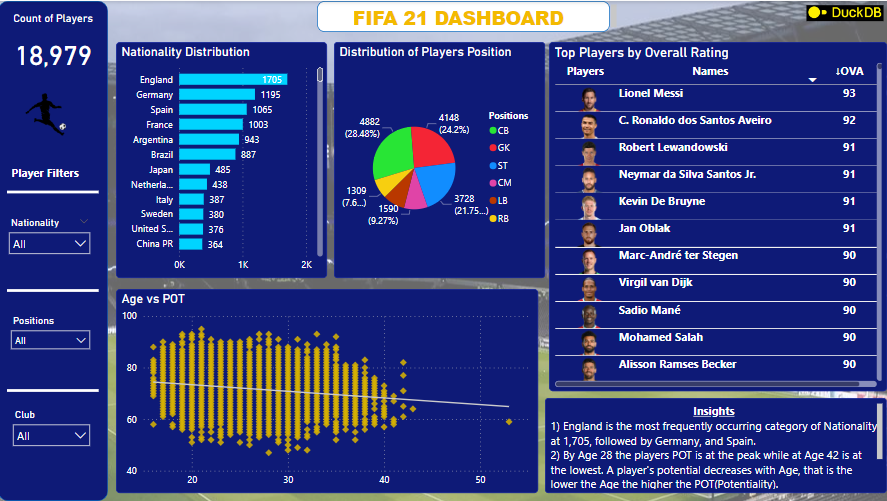 Count of Players
18,979
FIFA 21 DASHBOARD
DuckDB
Player Filters
Nationality
All
Positions
All
Club
All
Nationality Distribution
England 1705
Germany 1195
Spain 1065
France 1003
Argentina 943
Brazil 887
Japan 485
Netherla... 438
Italy 387
Sweden 380
United S... 376
China PR 364
0K 1K 2K
Distribution of Players Position
4882
(28.48%)
4148
(24.2%)
3728
(21.75...)
1590
(9.27%)
1309
(7.6...)
Positions
CB
GK
ST
CM
LB
RB
Top Players by Overall Rating
Players Names ↓OVA
Lionel Messi 93
C. Ronaldo dos Santos Aveiro 92
Robert Lewandowski 91
Neymar da Silva Santos Jr. 91
Kevin De Bruyne 91
Jan Oblak 91
Marc-André ter Stegen 90
Virgil van Dijk 90
Sadio Mané 90
Mohamed Salah 90
Alisson Ramses Becker 90
Age vs POT
100
80
60
40
20 30 40 50
Insights
1) England is the most frequently occurring category of Nationality
at 1,705, followed by Germany, and Spain.
2) By Age 28 the players POT is at the peak while at Age 42 is at
the lowest. A player's potential decreases with Age, that is the
lower the Age the higher the POT(Potentiality).